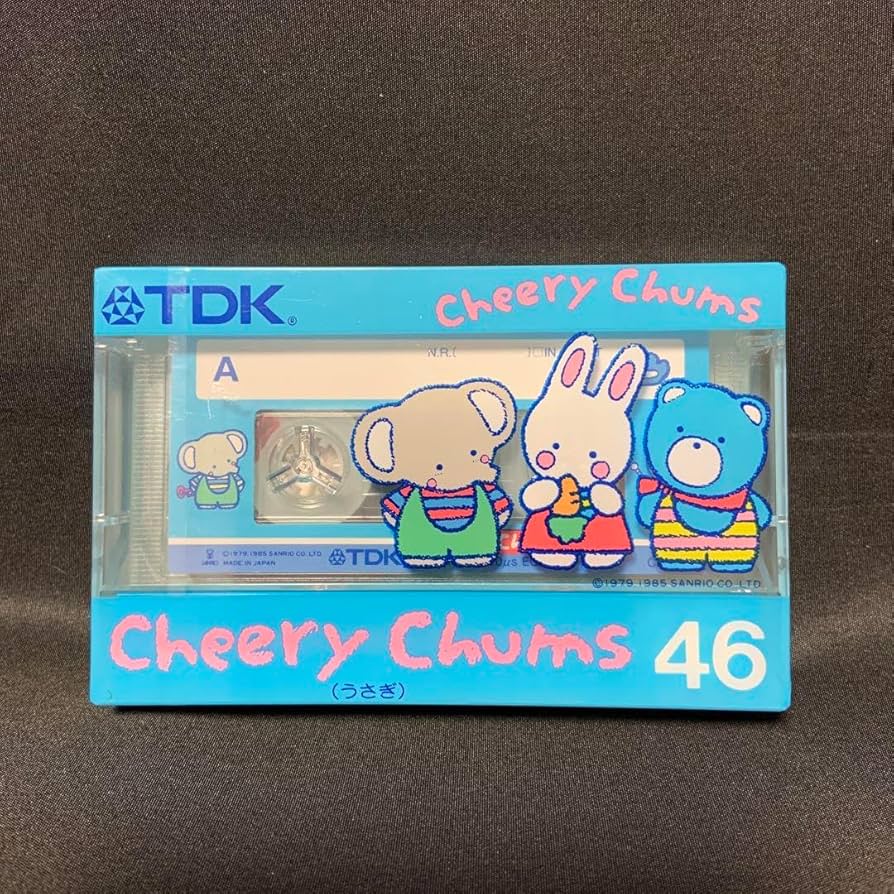 TDK®
Cheery Chums
A
N.R.(
)□IN
©1979,1985 SANRIO CO.,LTD.
MADE IN JAPAN
TDK
©1979,1985 SANRIO CO.,LTD.
Cheery Chums
46
(うさぎ)